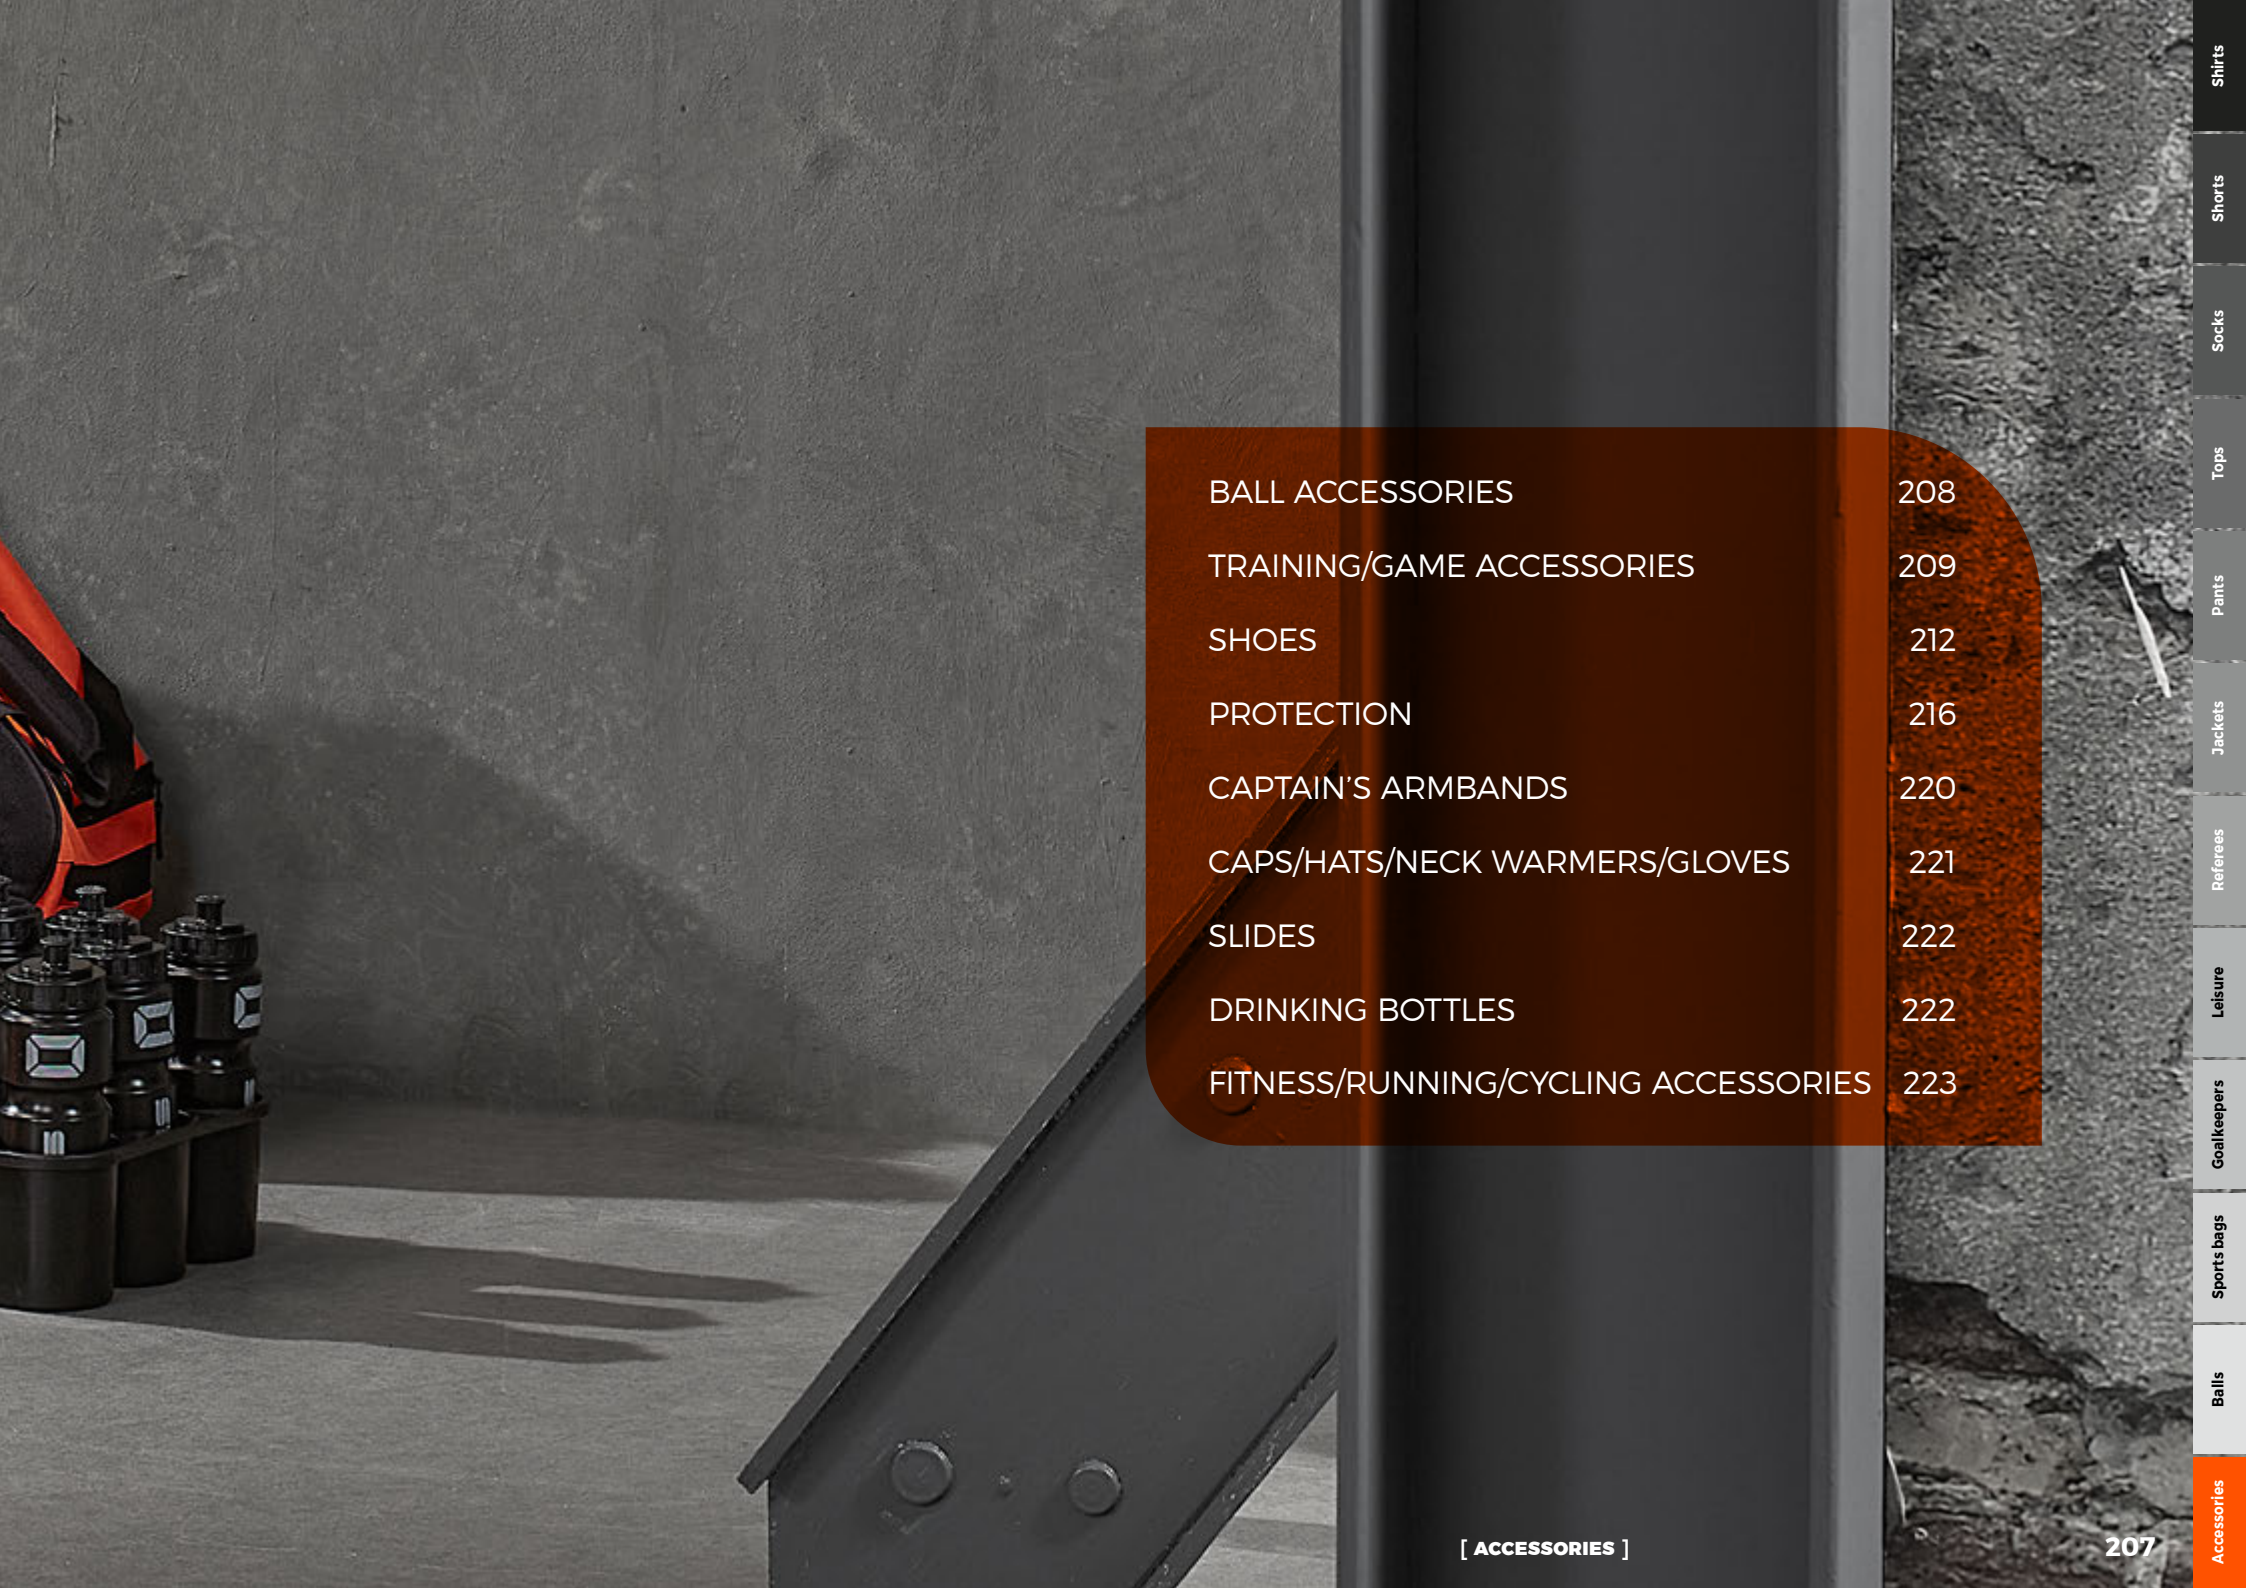 BALL ACCESSORIES 208
TRAINING/GAME ACCESSORIES 209
SHOES 212
PROTECTION 216
CAPTAIN’S ARMBANDS 220
CAPS/HATS/NECK WARMERS/GLOVES 221
SLIDES 222
DRINKING BOTTLES 222
FITNESS/RUNNING/CYCLING ACCESSORIES 223
[ ACCESSORIES ]
207
Shirts
Shorts
Socks
Tops
Pants
Jackets
Referees
Leisure
Goalkeepers
Sports bags
Balls
Accessories